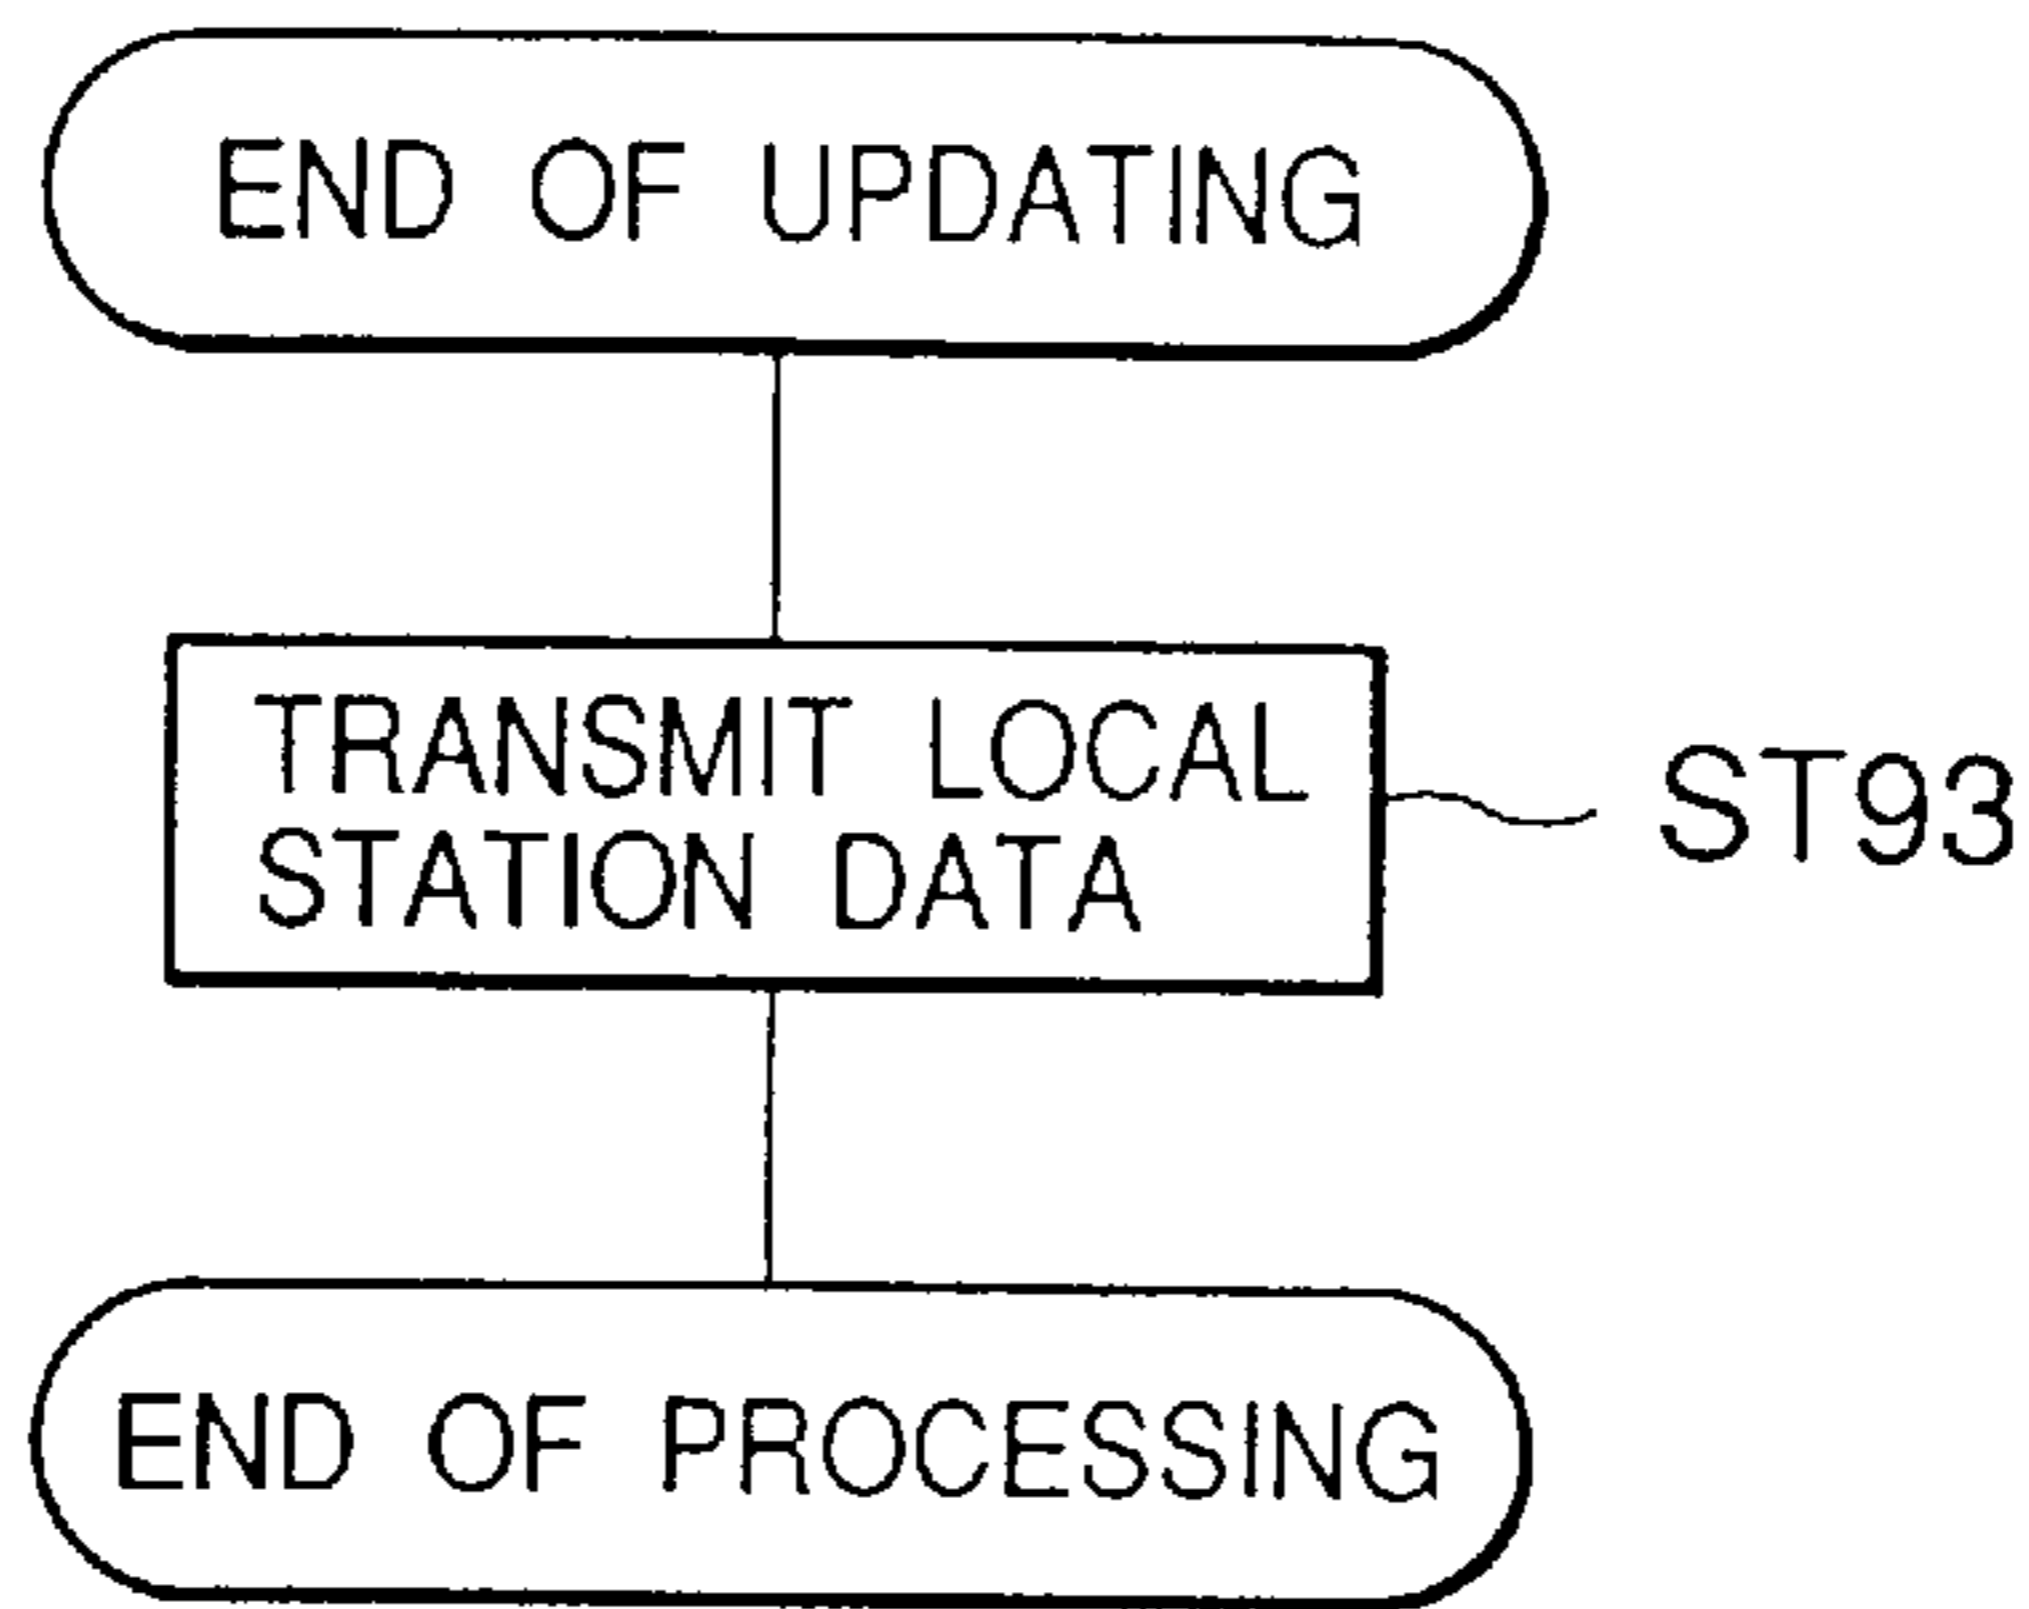 END OF UPDATING
TRANSMIT LOCAL
STATION DATA
ST93
END OF PROCESSING